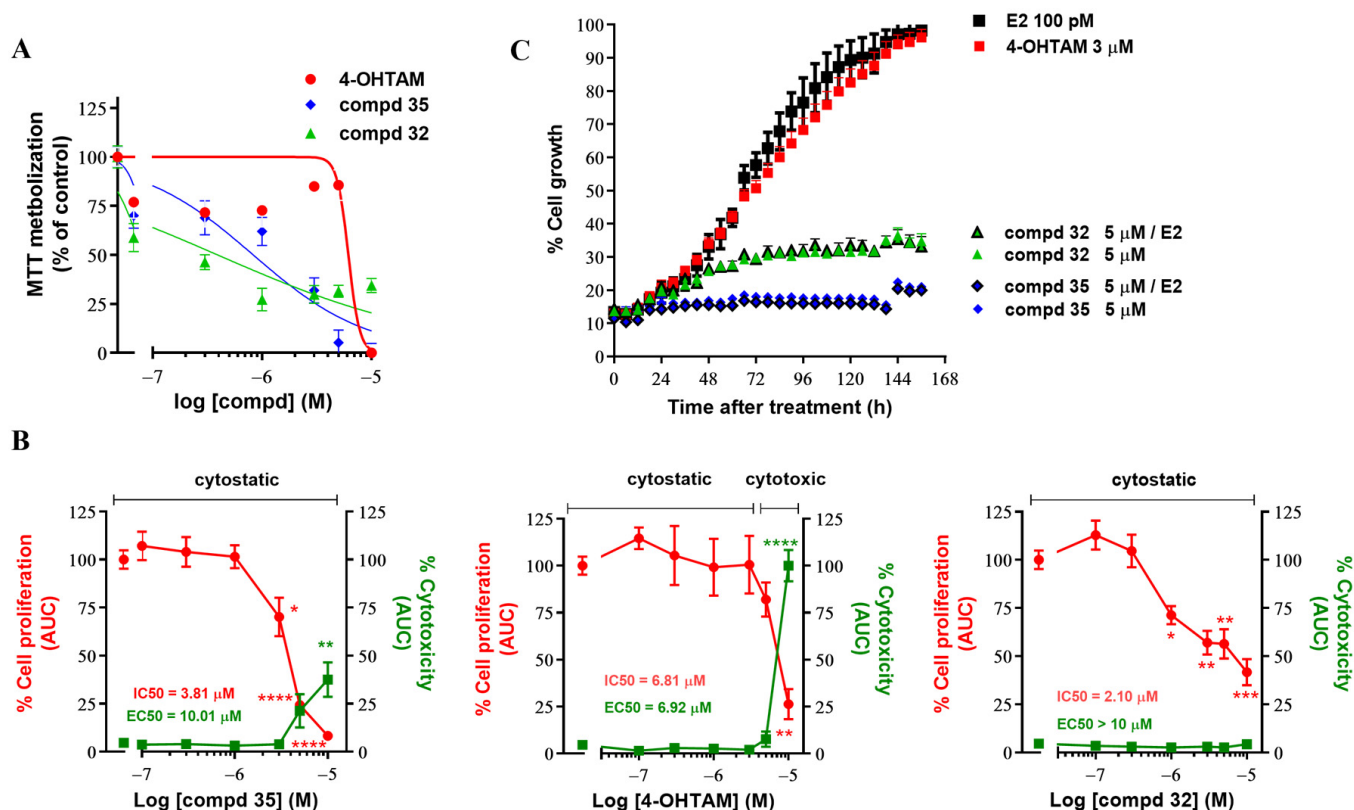 A
4-OHTAM
compd 35
compd 32
MTT metbolization
(% of control)
125
100
75
50
25
0
−7
−6
−5
log [compd] (M)
C
E2 100 pM
4-OHTAM 3 μM
% Cell growth
100
90
80
70
60
50
40
30
20
10
0
0
24
48
72
96
120
144
168
Time after treatment (h)
compd 32 5 μM / E2
compd 32 5 μM
compd 35 5 μM / E2
compd 35 5 μM
B
cytostatic
% Cell proliferation
(AUC)
125
100
75
50
25
0
*
**
****
****
IC50 = 3.81 μM
EC50 = 10.01 μM
125
100
75
50
25
0
% Cytotoxicity
(AUC)
−7
−6
−5
Log [compd 35] (M)
cytostatic
cytotoxic
% Cell proliferation
(AUC)
125
100
75
50
25
0
****
**
IC50 = 6.81 μM
EC50 = 6.92 μM
125
100
75
50
25
0
% Cytotoxicity
(AUC)
−7
−6
−5
Log [4-OHTAM] (M)
cytostatic
% Cell proliferation
(AUC)
125
100
75
50
25
0
*
**
**
***
IC50 = 2.10 μM
EC50 > 10 μM
125
100
75
50
25
0
% Cytotoxicity
(AUC)
−7
−6
−5
Log [compd 32] (M)